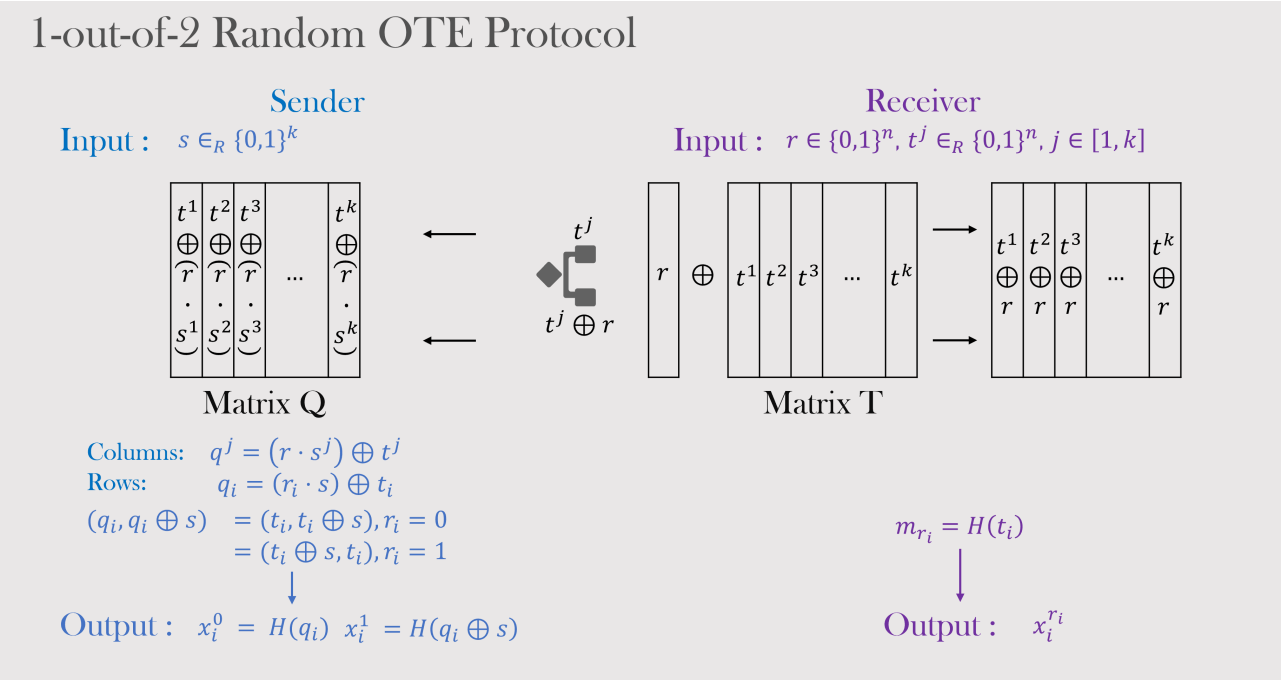 1-out-of-2 Random OTE Protocol
Sender
Input : s ∈_R {0,1}^k
Receiver
Input : r ∈ {0,1}^n, t^j ∈_R {0,1}^n, j ∈ [1, k]
t^1 ⊕ (r · s^1) t^2 ⊕ (r · s^2) t^3 ⊕ (r · s^3) ... t^k ⊕ (r · s^k)
Matrix Q
t^j
t^j ⊕ r
r ⊕ t^1 t^2 t^3 ... t^k
Matrix T
t^1 ⊕ r t^2 ⊕ r t^3 ⊕ r ... t^k ⊕ r
Columns: q^j = (r · s^j) ⊕ t^j
Rows: q_i = (r_i · s) ⊕ t_i
(q_i, q_i ⊕ s) = (t_i, t_i ⊕ s), r_i = 0
= (t_i ⊕ s, t_i), r_i = 1
Output : x_i^0 = H(q_i) x_i^1 = H(q_i ⊕ s)
m_{r_i} = H(t_i)
Output : x_i^{r_i}